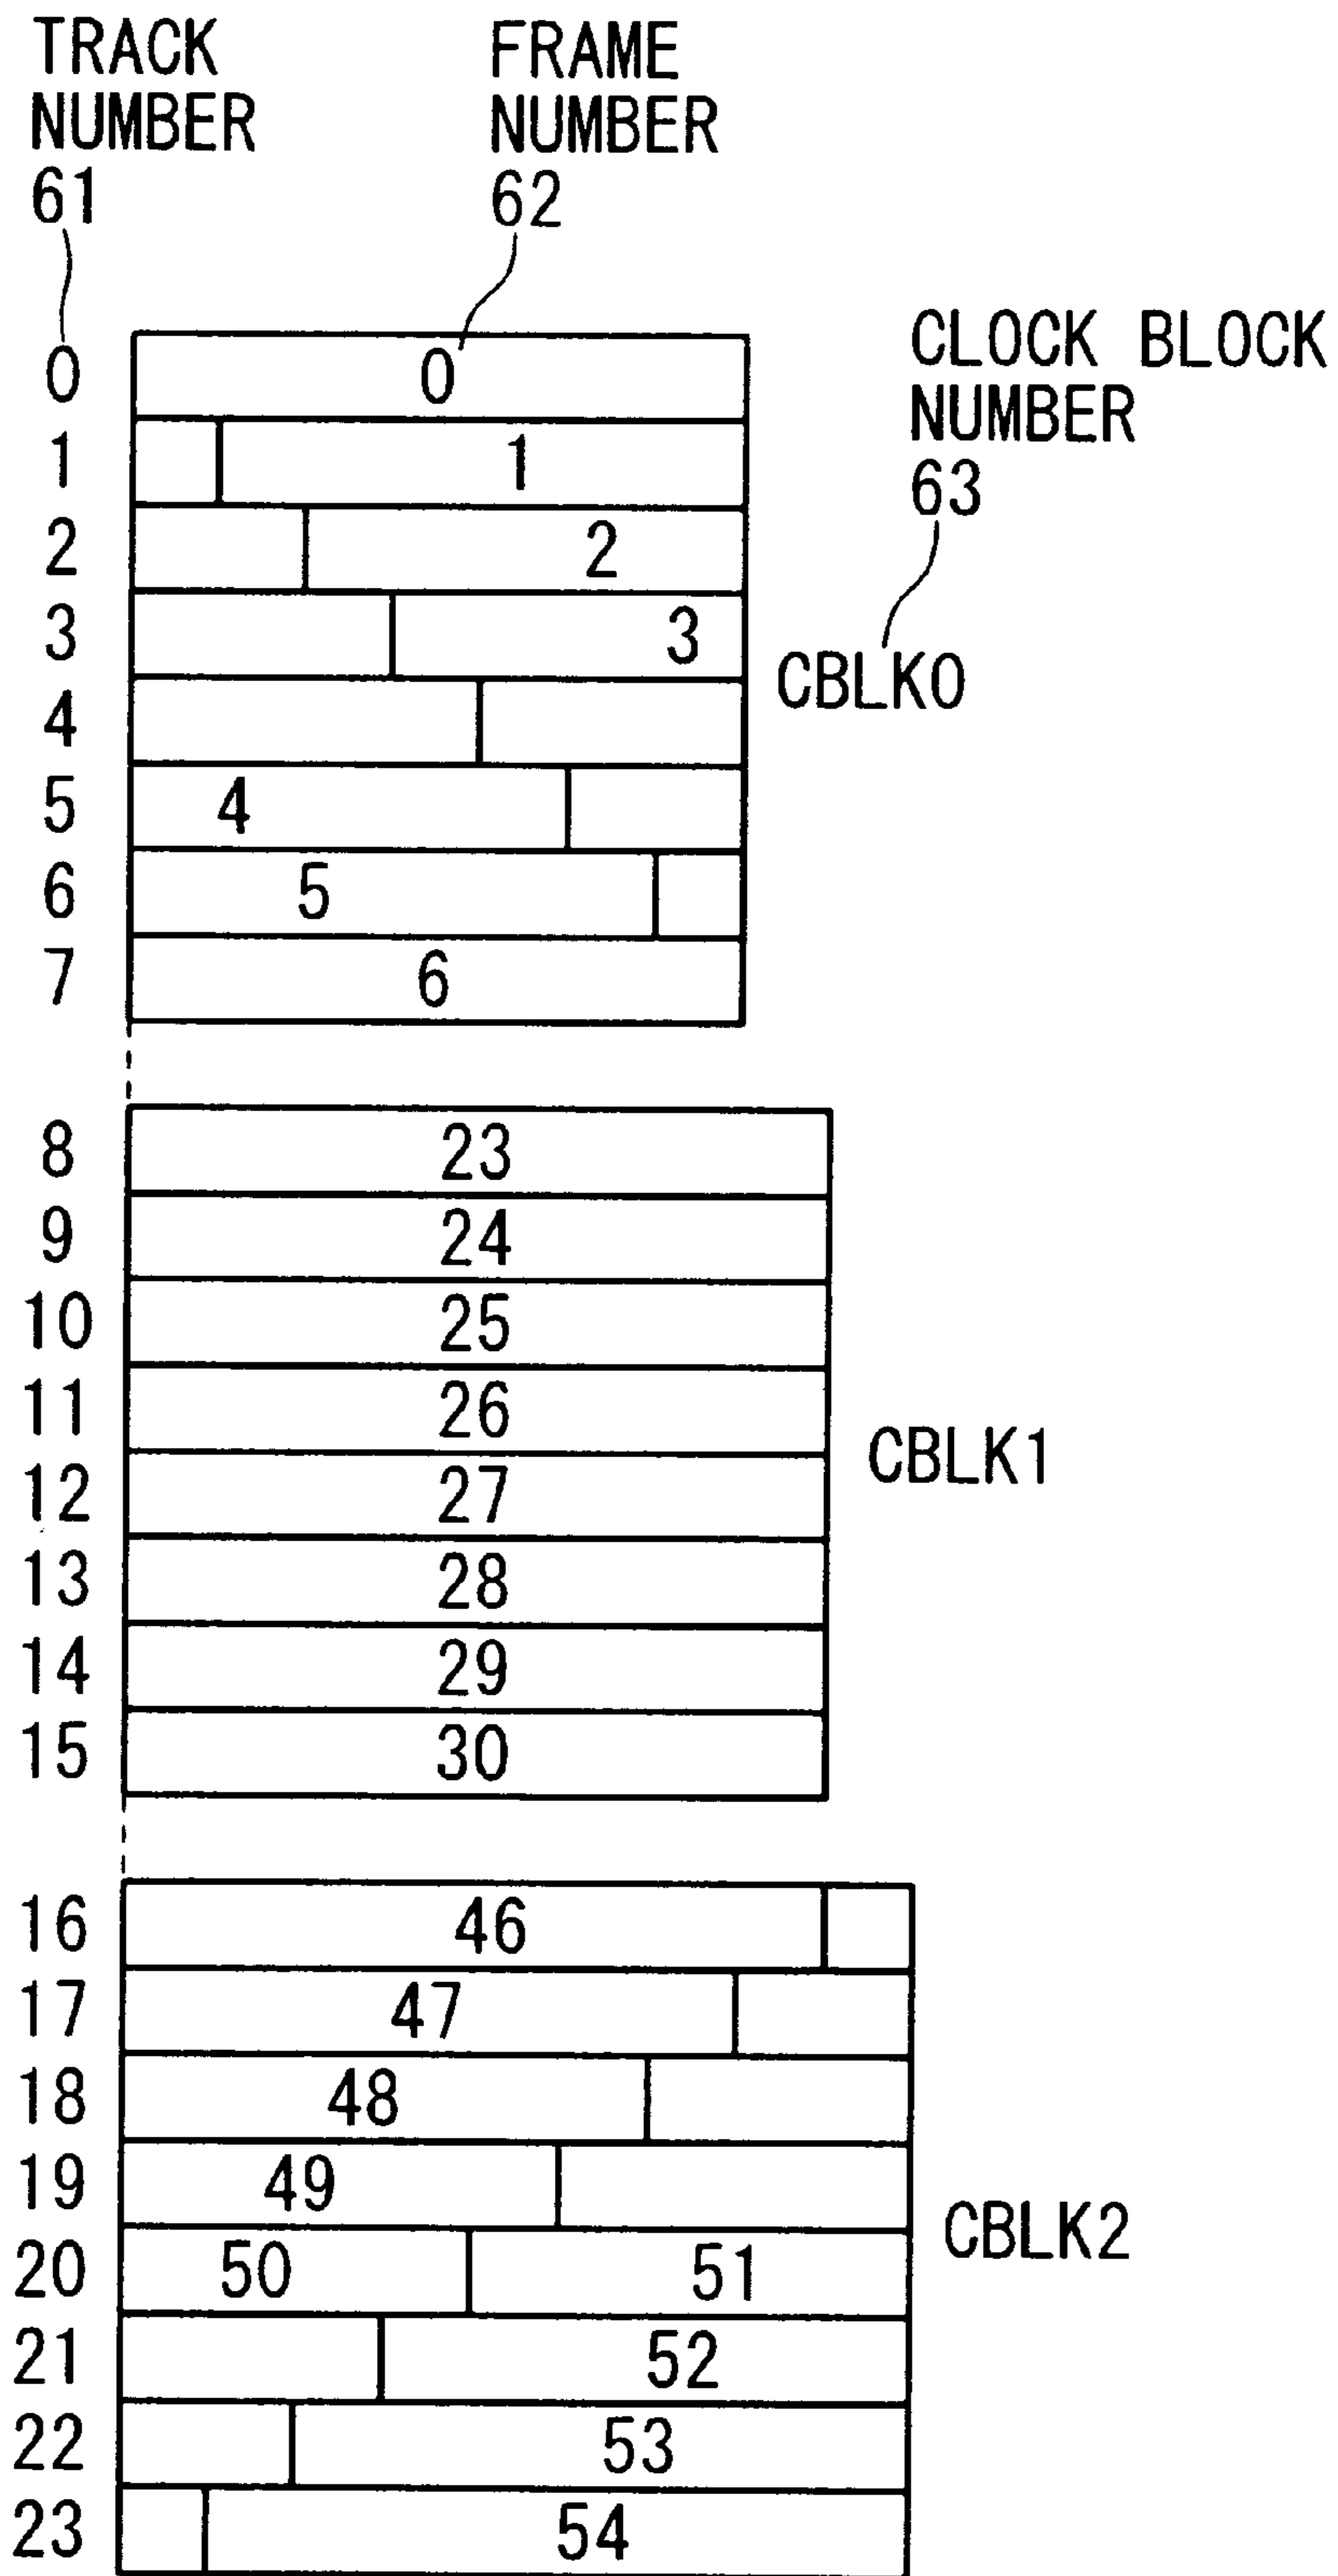 TRACK
NUMBER
61
FRAME
NUMBER
62
CLOCK BLOCK
NUMBER
63
0 0
1 1
2 2
3 3
CBLK0
4
5 4
6 5
7 6
8 23
9 24
10 25
11 26
CBLK1
12 27
13 28
14 29
15 30
16 46
17 47
18 48
19 49
CBLK2
20 50 51
21 52
22 53
23 54